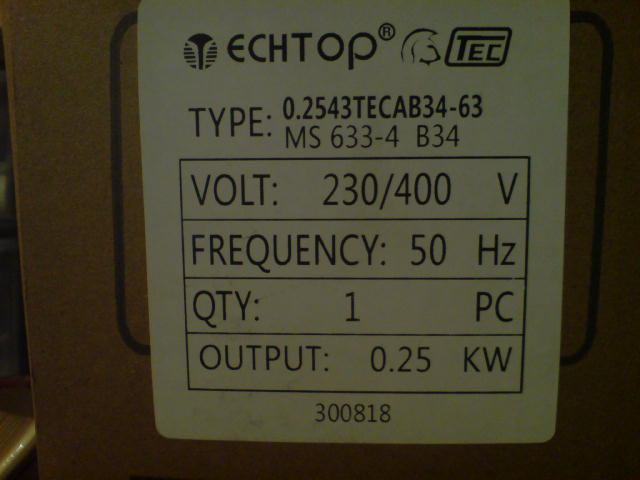 TECHTOP® TEC
TYPE: 0.2543TECAB34-63
MS 633-4 B34
VOLT: 230/400 V
FREQUENCY: 50 Hz
QTY: 1 PC
OUTPUT: 0.25 KW
300818